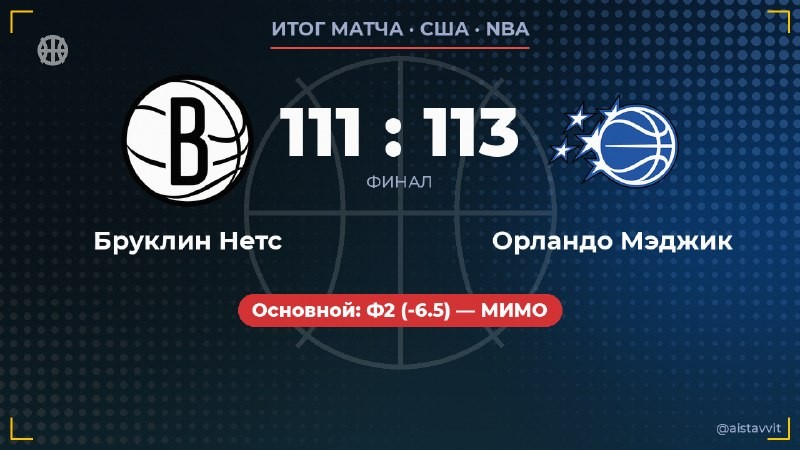 ИТОГ МАТЧА · США · NBA
B
111 : 113
ФИНАЛ
Бруклин Нетс
Орландо Мэджик
Основной: Ф2 (-6.5) — МИМО
@aistavvit